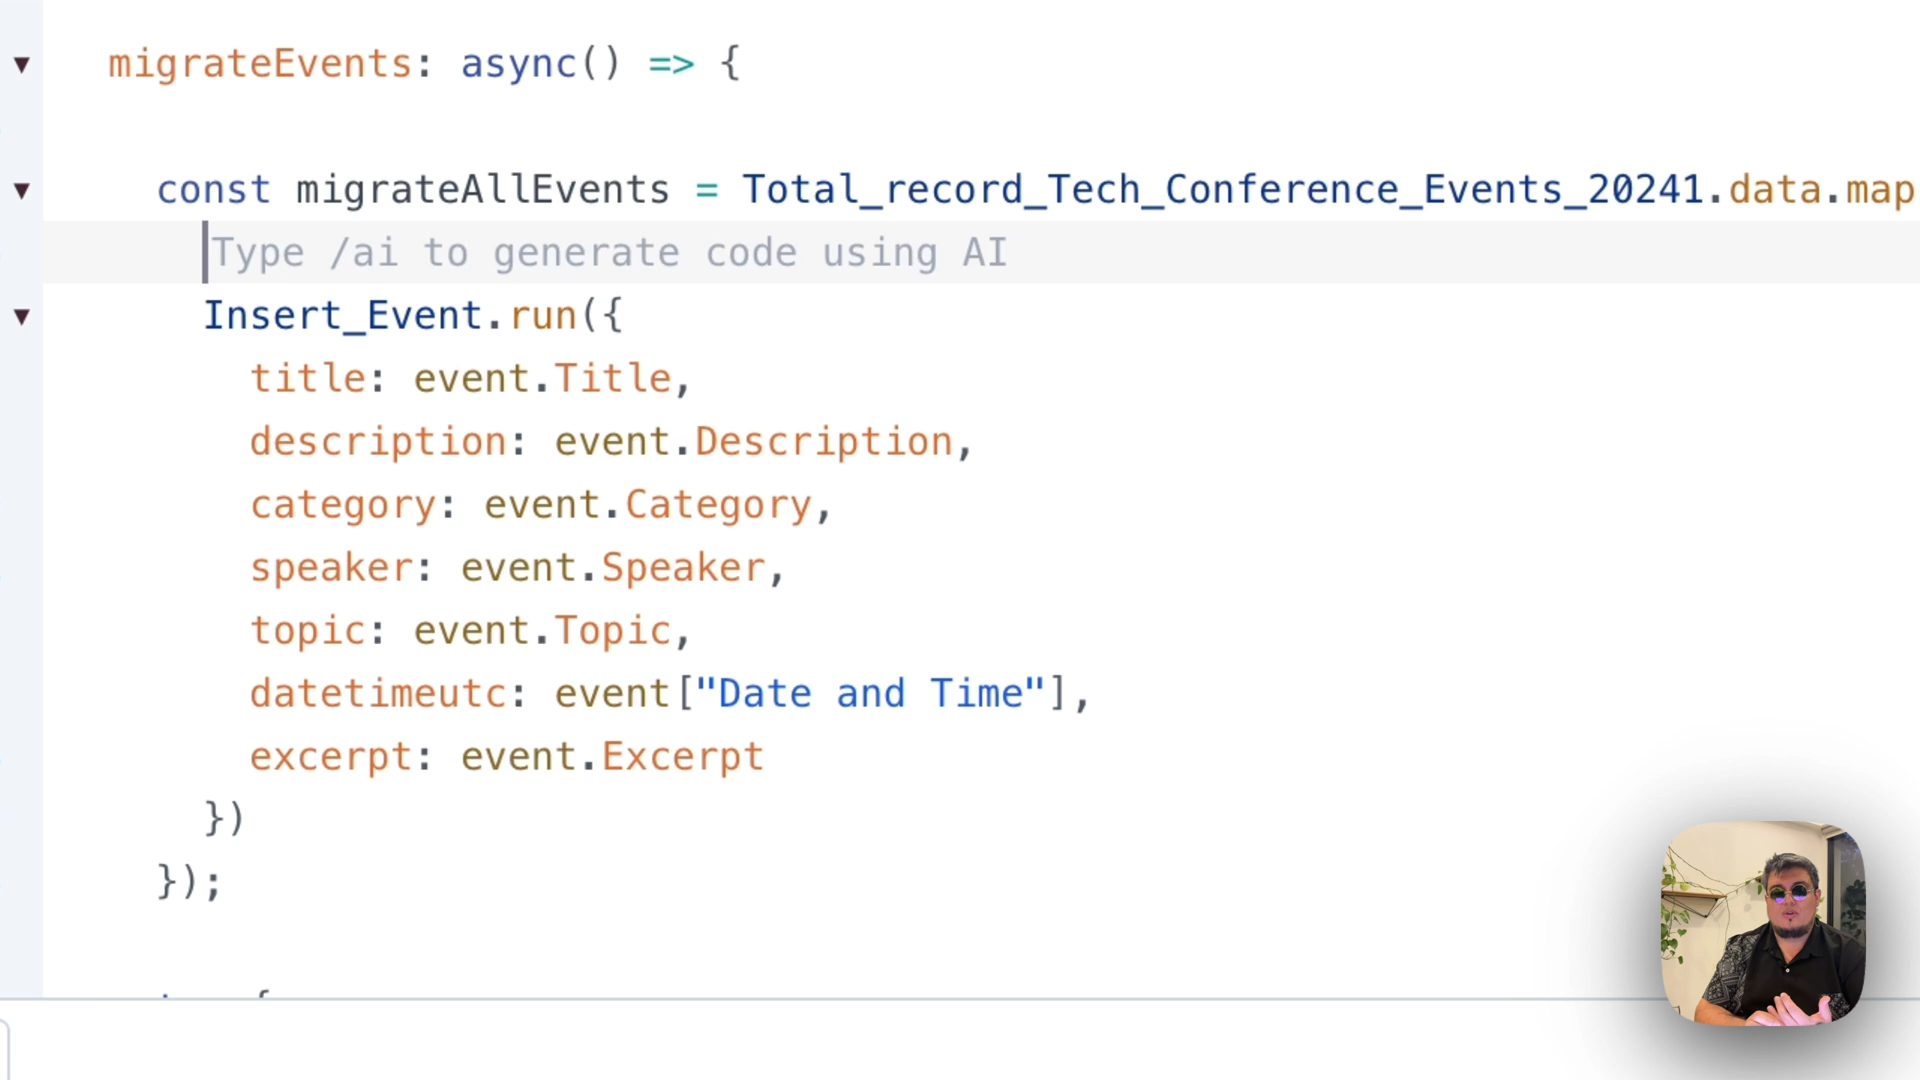 migrateEvents: async() => {
const migrateAllEvents = Total_record_Tech_Conference_Events_20241.data.map
Type /ai to generate code using AI
Insert_Event.run({
title: event.Title,
description: event.Description,
category: event.Category,
speaker: event.Speaker,
topic: event.Topic,
datetimeutc: event["Date and Time"],
excerpt: event.Excerpt
})
});